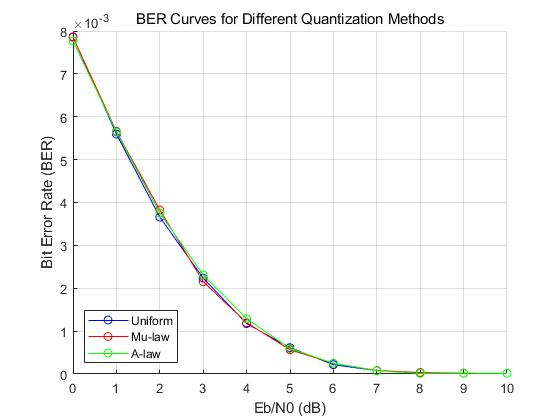 BER Curves for Different Quantization Methods
×10⁻³
8
7
6
5
4
3
2
1
0
Bit Error Rate (BER)
Uniform
Mu-law
A-law
0 1 2 3 4 5 6 7 8 9 10
Eb/N0 (dB)